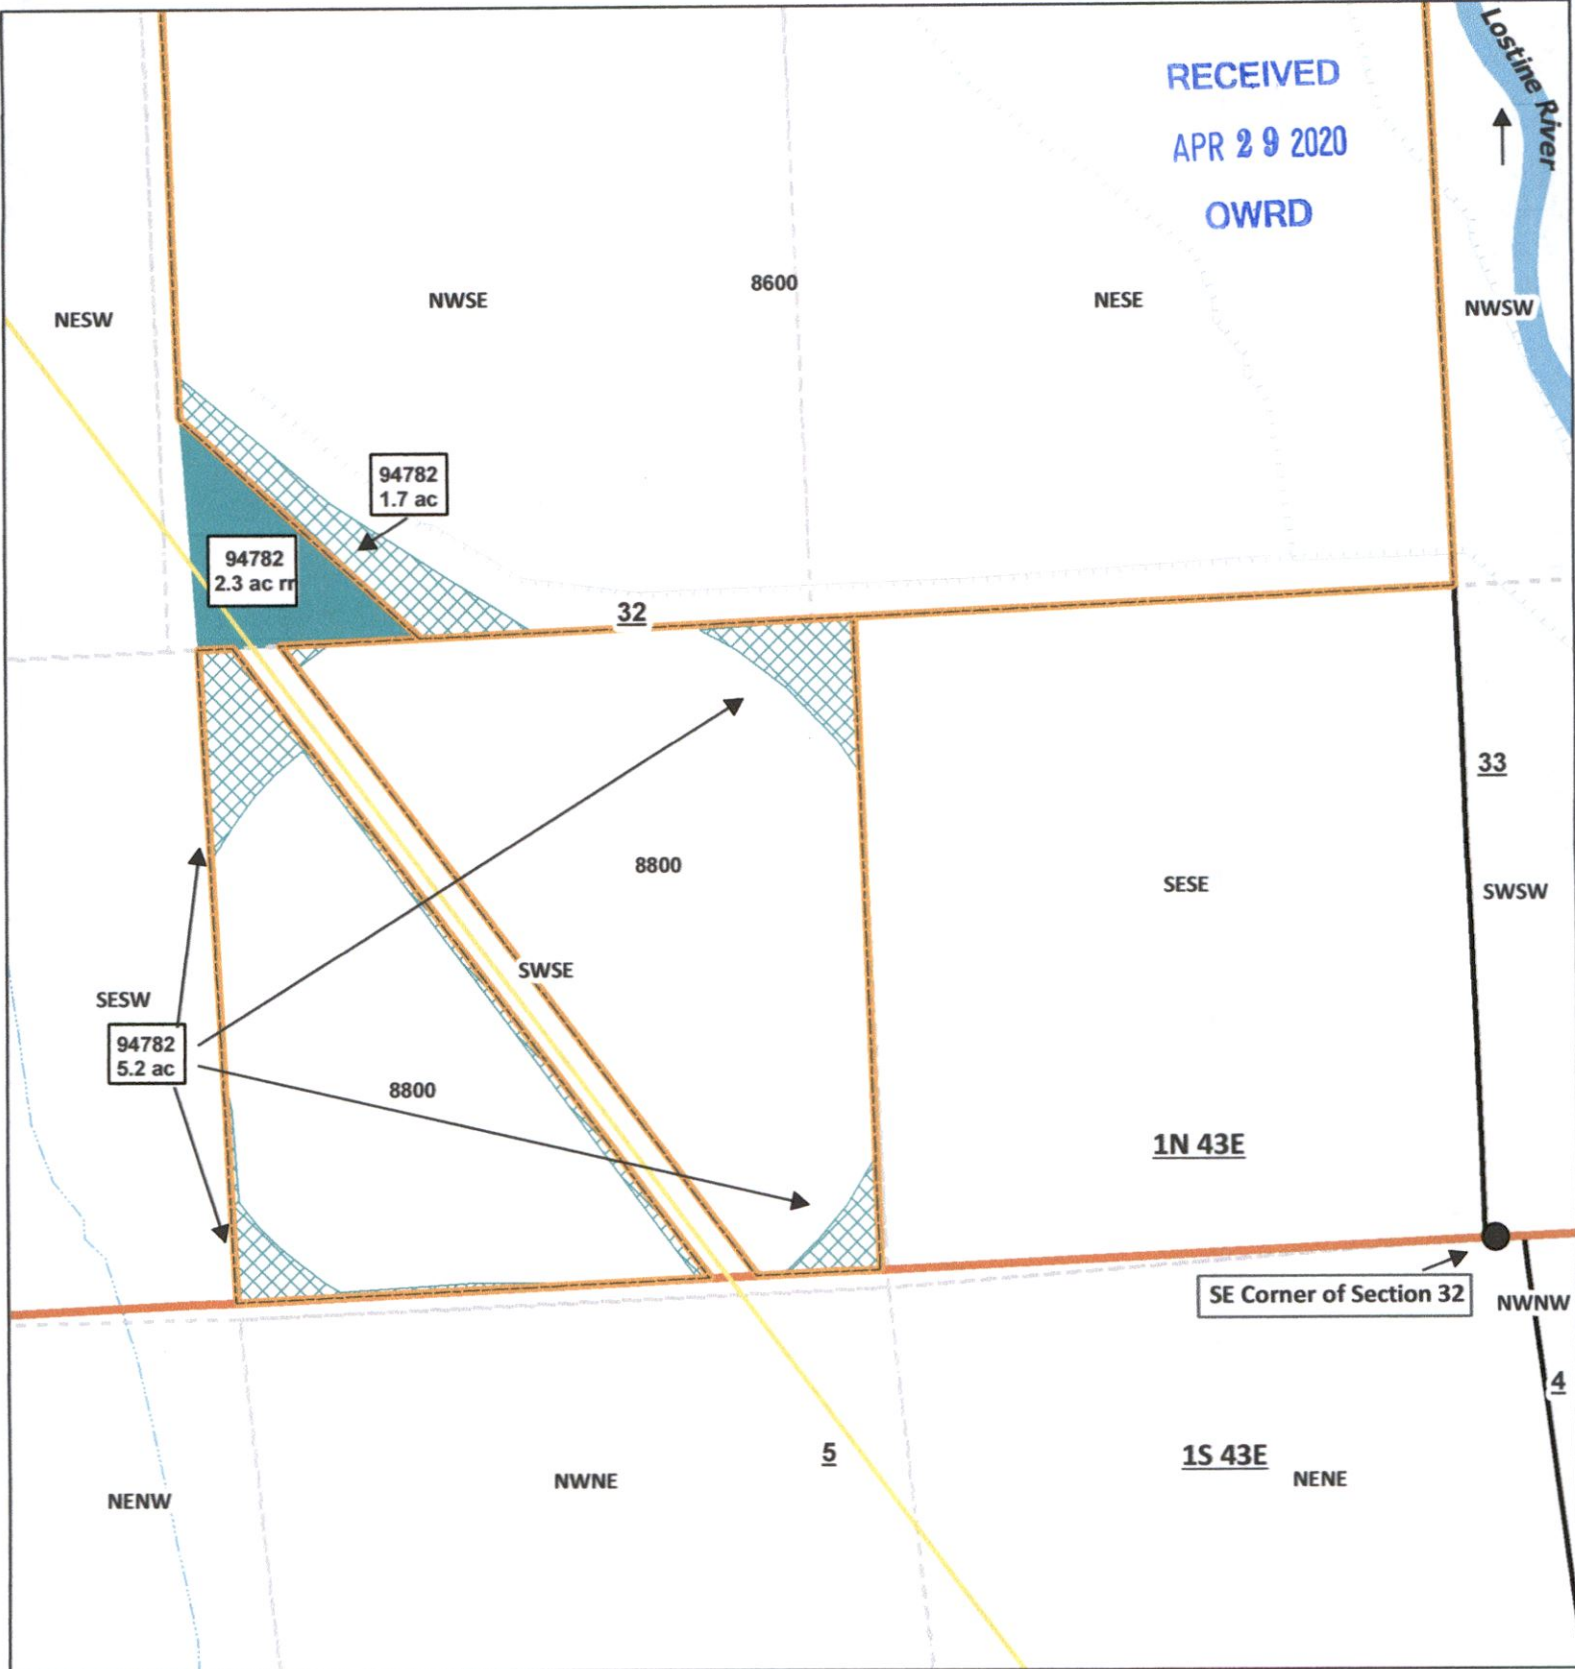 Lostine River
RECEIVED
APR 29 2020
OWRD
8600
NWSE
NESE
NESW
NWSW
94782
1.7 ac
94782
2.3 ac rr
32
33
8800
SESE
SWSW
SWSE
SESW
94782
5.2 ac
8800
1N 43E
SE Corner of Section 32
NWNW
4
5
1S 43E
NENE
NWNE
NENW